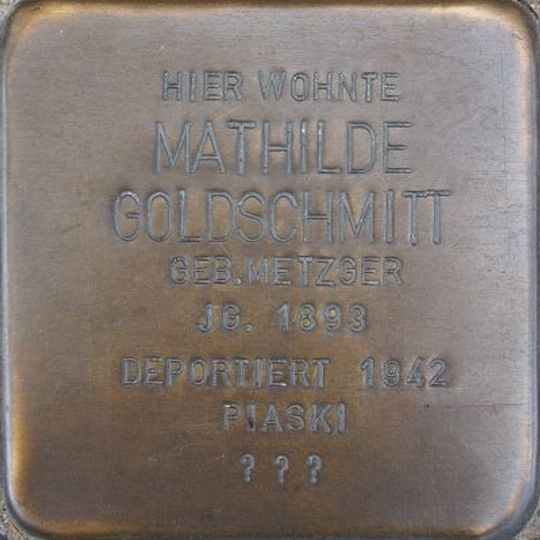 HIER WOHNTE
MATHILDE
GOLDSCHMITT
GEB. METZGER
JG. 1893
DEPORTIERT 1942
PIASKI
? ? ?